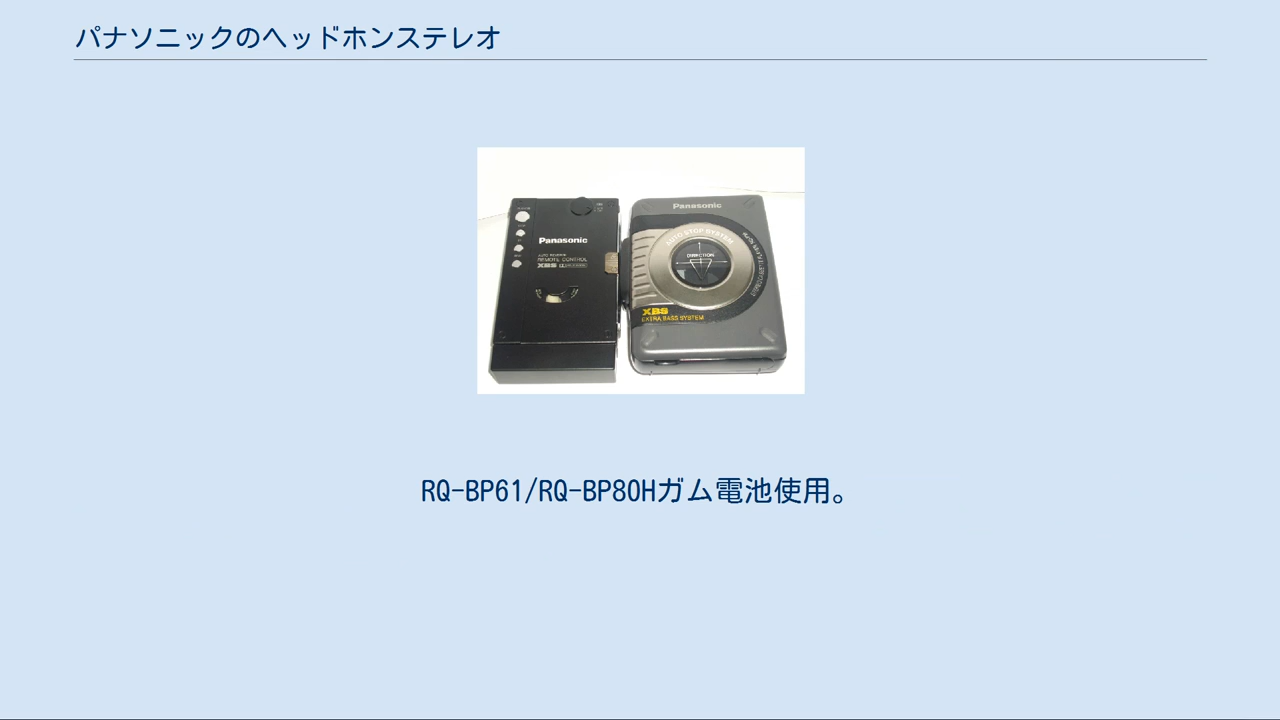 パナソニックのヘッドホンステレオ
Panasonic
AUTO REVERSE
REMOTE CONTROL
XBS
Panasonic
AUTO STOP SYSTEM
DIRECTION
XBS
EXTRA BASS SYSTEM
RQ-BP61/RQ-BP80Hガム電池使用。